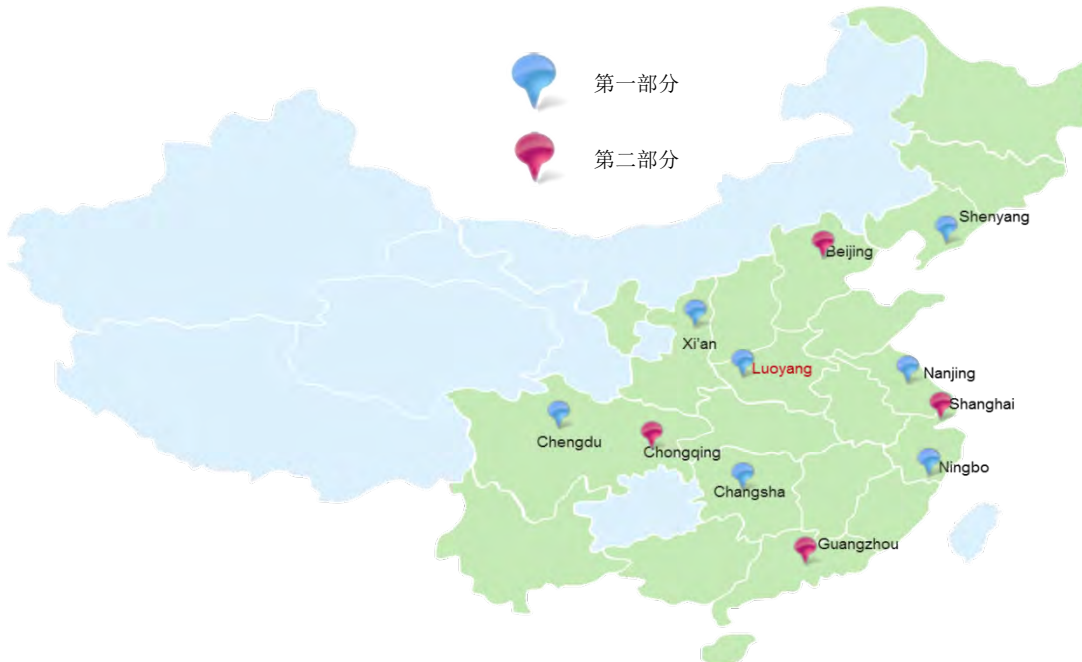 第一部分
第二部分
Shenyang
Beijing
Xi'an
Luoyang
Nanjing
Shanghai
Chengdu
Chongqing
Ningbo
Changsha
Guangzhou